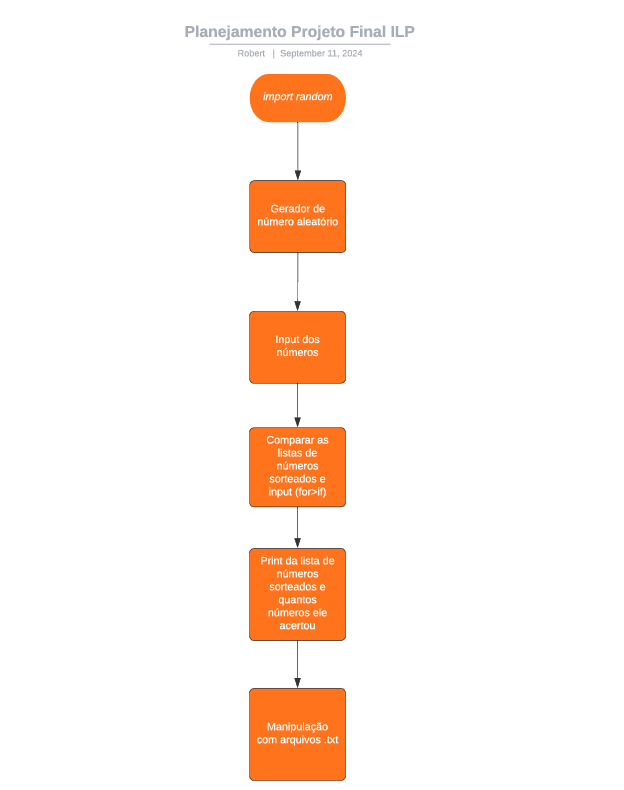 Planejamento Projeto Final ILP
Robert | September 11, 2024
import random
Gerador de
número aleatório
Input dos
números
Comparar as
listas de
números
sorteados e
input (for>if)
Print da lista de
números
sorteados e
quantos
números ele
acertou
Manipulação
com arquivos .txt